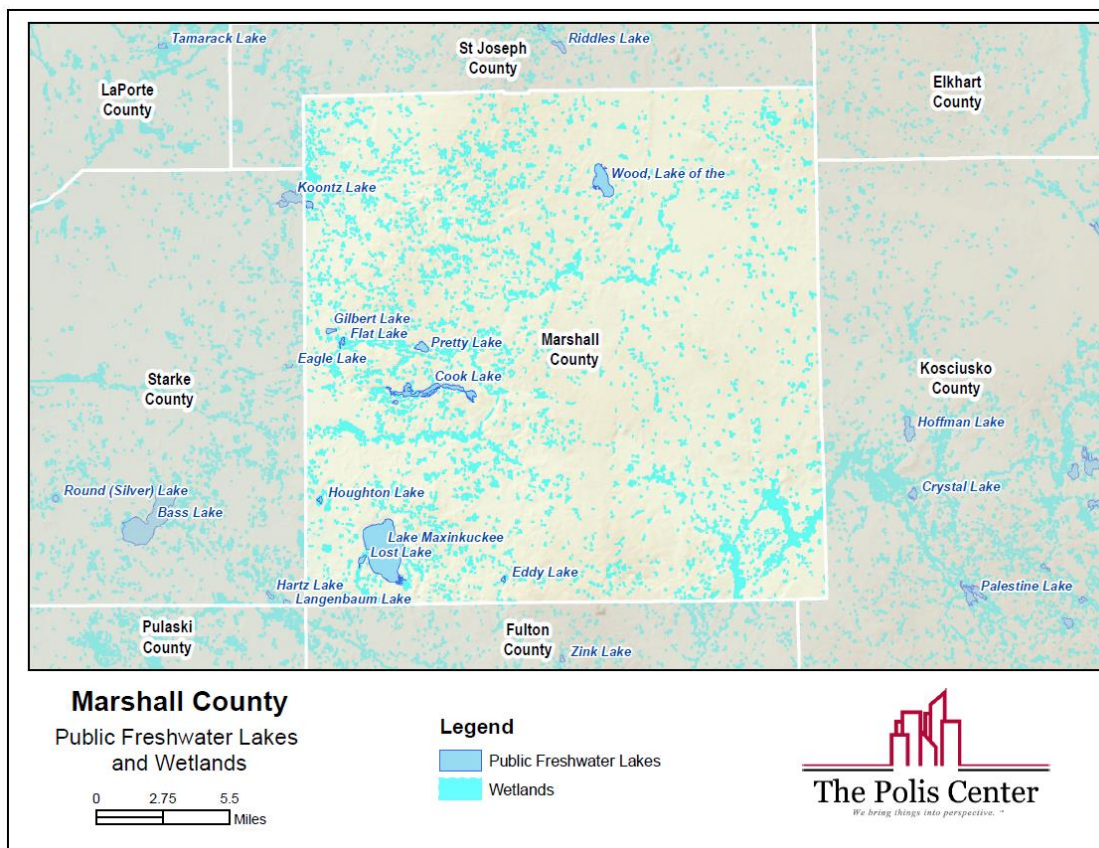 Tamarack Lake
Riddles Lake
St Joseph
County
LaPorte
County
Elkhart
County
Koontz Lake
Wood, Lake of the
Gilbert Lake
Flat Lake
Pretty Lake
Eagle Lake
Marshall
County
Cook Lake
Starke
County
Kosciusko
County
Hoffman Lake
Round (Silver) Lake
Bass Lake
Houghton Lake
Crystal Lake
Lake Maxinkuckee
Lost Lake
Eddy Lake
Hartz Lake
Langenbaum Lake
Palestine Lake
Pulaski
County
Fulton
County
Zink Lake
Marshall County
Public Freshwater Lakes
and Wetlands
0 2.75 5.5
Miles
Legend
Public Freshwater Lakes
Wetlands
The Polis Center
We bring things into perspective. ™